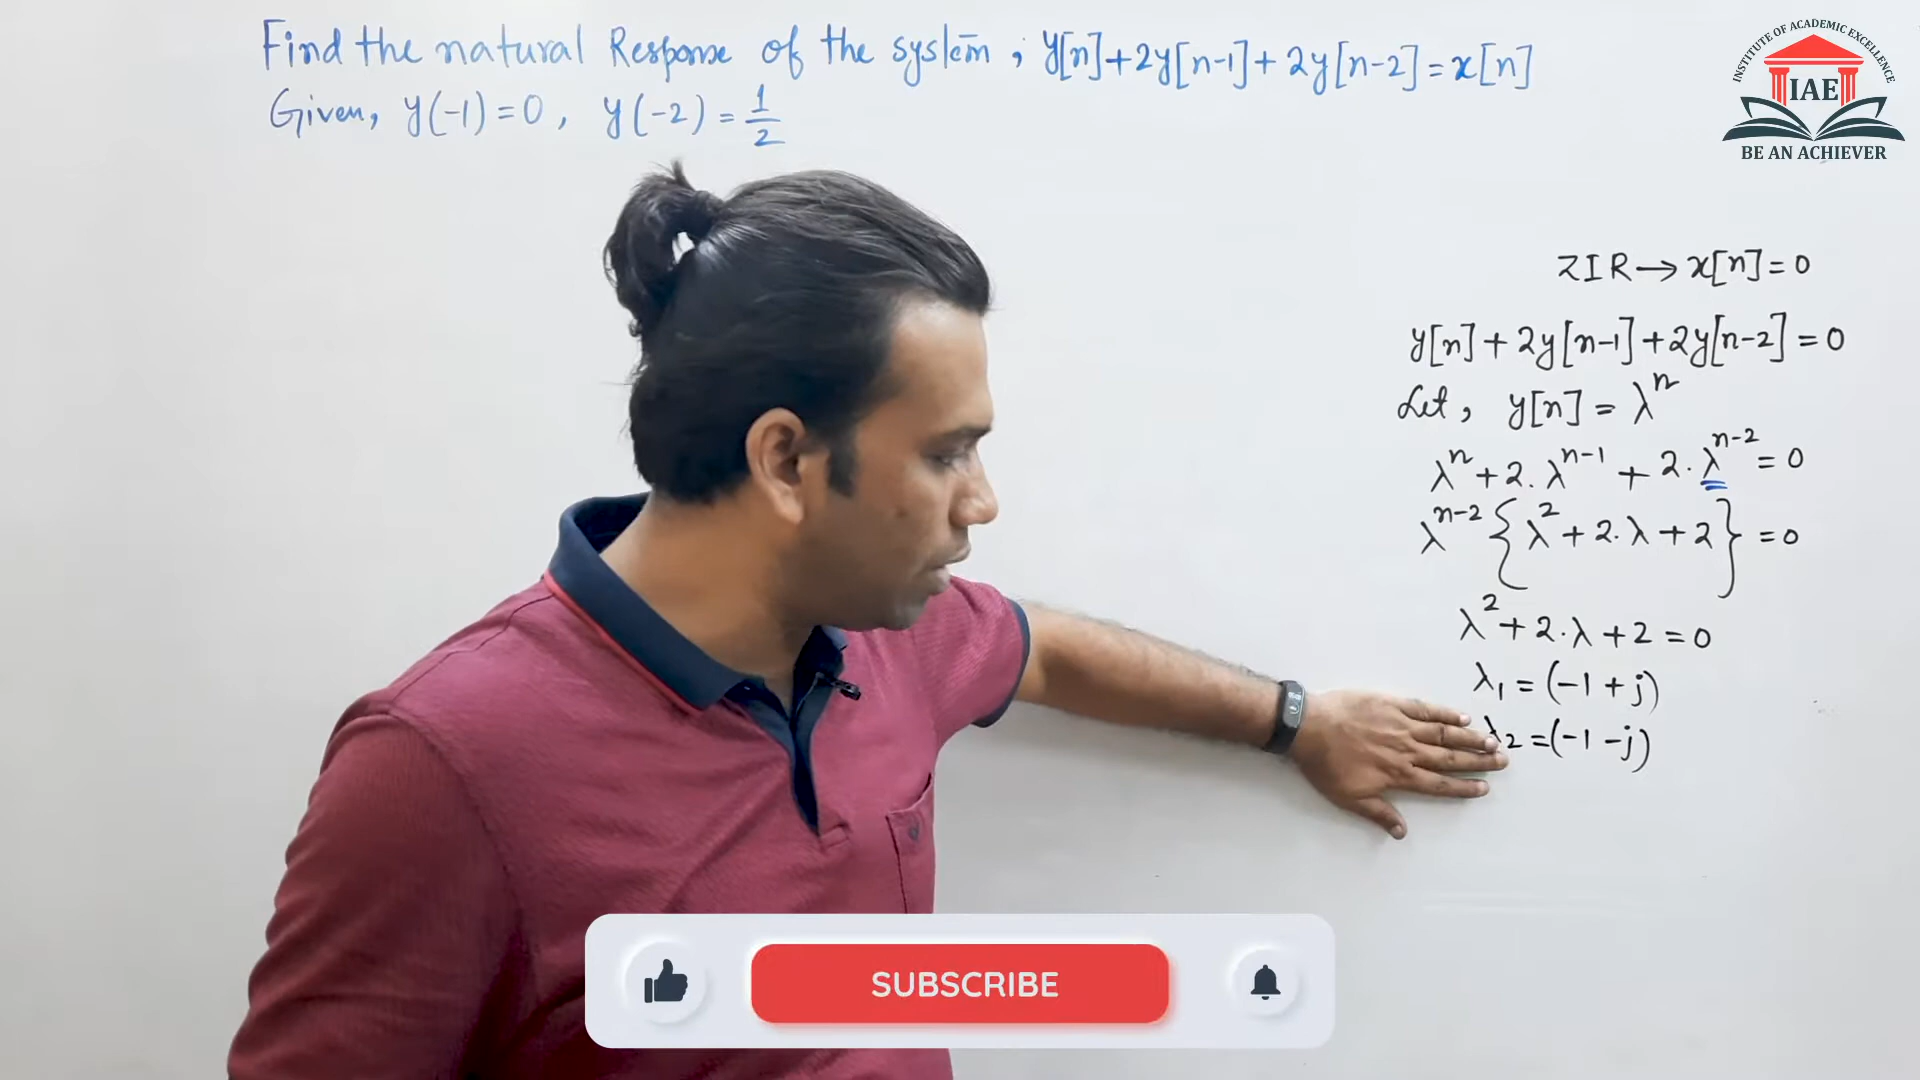 Find the natural Response of the system ; y[n]+2y[n-1]+2y[n-2]=x[n]
Given, y(-1)=0, y(-2)=1/2
INSTITUTE OF ACADEMIC EXCELLENCE
IAE
BE AN ACHIEVER
ZIR→x[n]=0
y[n]+2y[n-1]+2y[n-2]=0
Let, y[n]=λ^n
λ^n+2.λ^{n-1}+2.λ^{n-2}=0
λ^{n-2}{λ^2+2.λ+2}=0
λ^2+2.λ+2=0
λ_1=(-1+j)
λ_2=(-1-j)
SUBSCRIBE